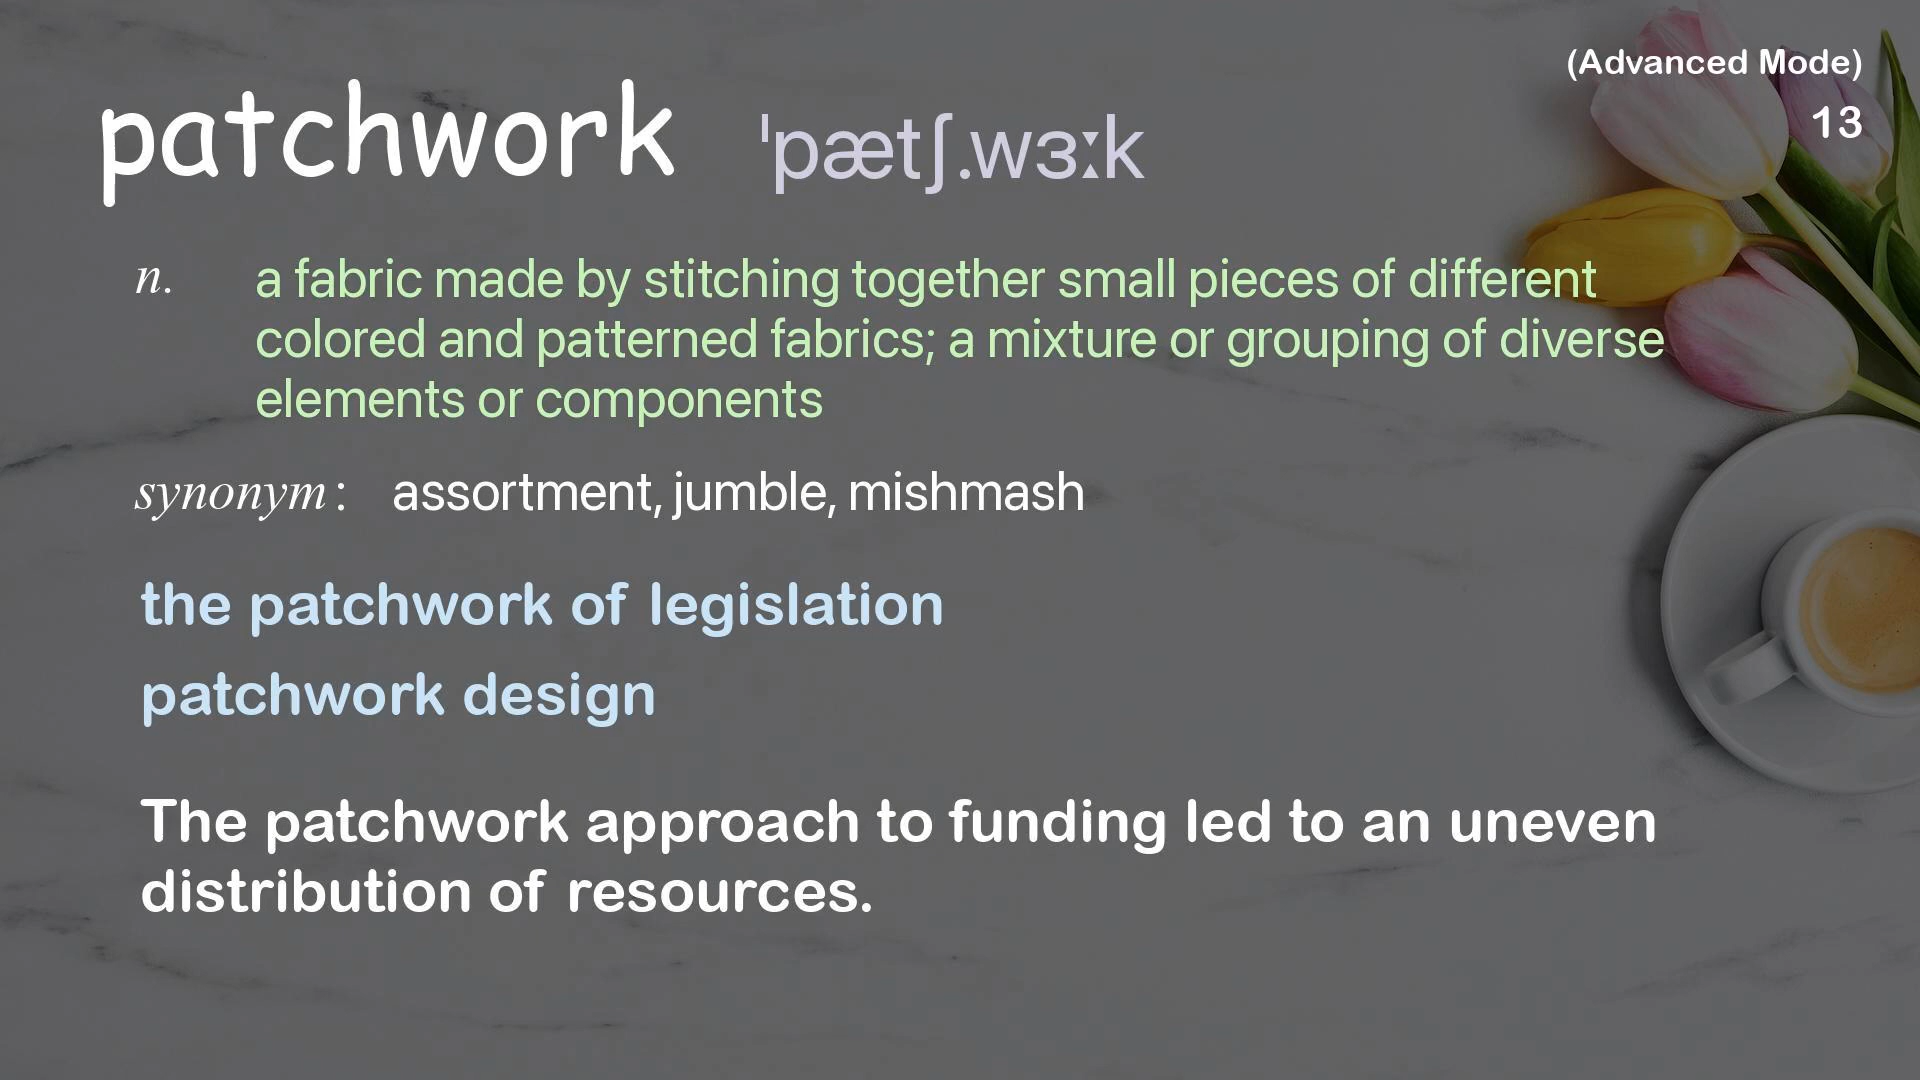 (Advanced Mode)
13
patchwork ˈpætʃ.wɜːk
n. a fabric made by stitching together small pieces of different
colored and patterned fabrics; a mixture or grouping of diverse
elements or components
synonym: assortment, jumble, mishmash
the patchwork of legislation
patchwork design
The patchwork approach to funding led to an uneven
distribution of resources.